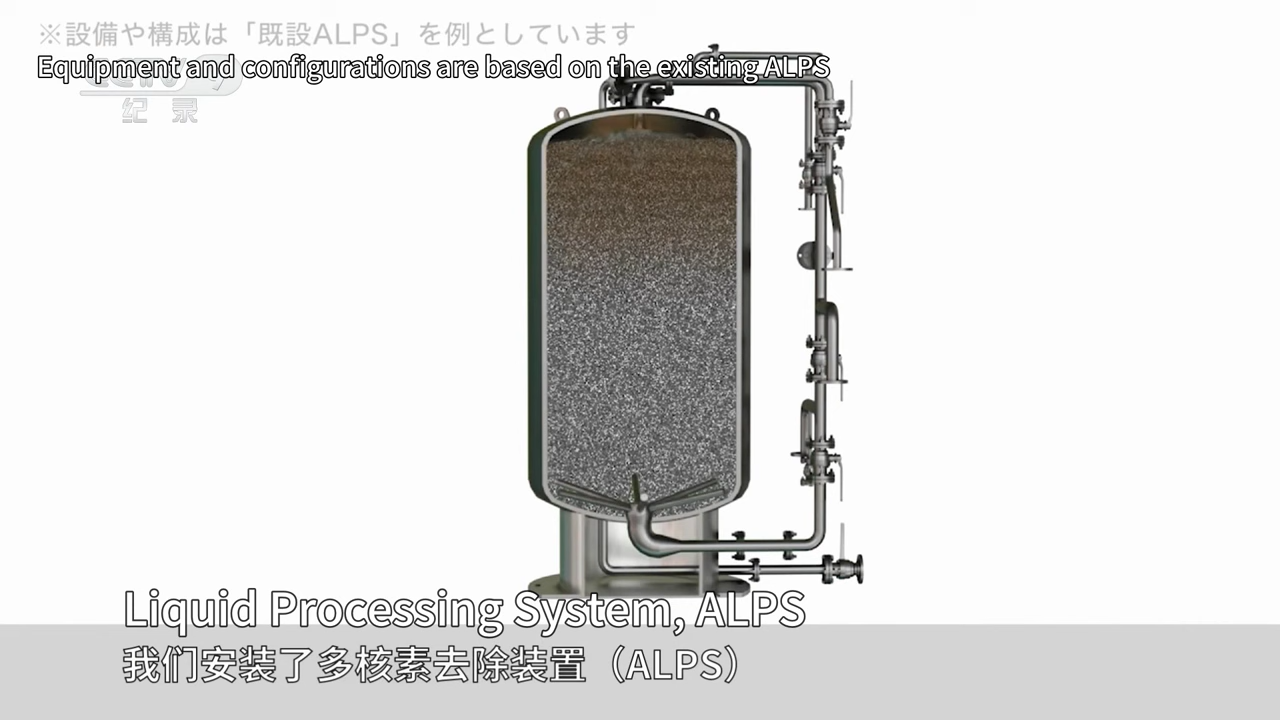 ※設備や構成は「既設ALPS」を例としています
Equipment and configurations are based on the existing ALPS
纪 录
Liquid Processing System, ALPS
我们安装了多核素去除装置（ALPS）